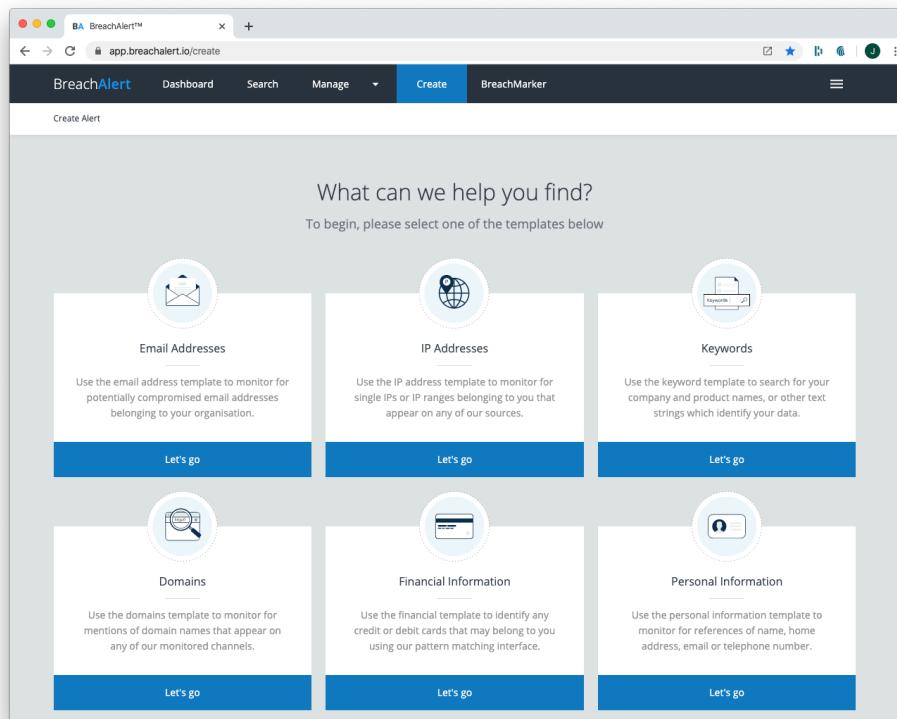 BA BreachAlert™
app.breachalert.io/create
J
BreachAlert Dashboard Search Manage Create BreachMarker
Create Alert
What can we help you find?
To begin, please select one of the templates below
Keywords
Email Addresses
Use the email address template to monitor for
potentially compromised email addresses
belonging to your organisation.
Let's go
IP Addresses
Use the IP address template to monitor for
single IPs or IP ranges belonging to you that
appear on any of our sources.
Let's go
Keywords
Use the keyword template to search for your
company and product names, or other text
strings which identify your data.
Let's go
Domains
Use the domains template to monitor for
mentions of domain names that appear on
any of our monitored channels.
Let's go
Financial Information
Use the financial template to identify any
credit or debit cards that may belong to you
using our pattern matching interface.
Let's go
Personal Information
Use the personal information template to
monitor for references of name, home
address, email or telephone number.
Let's go